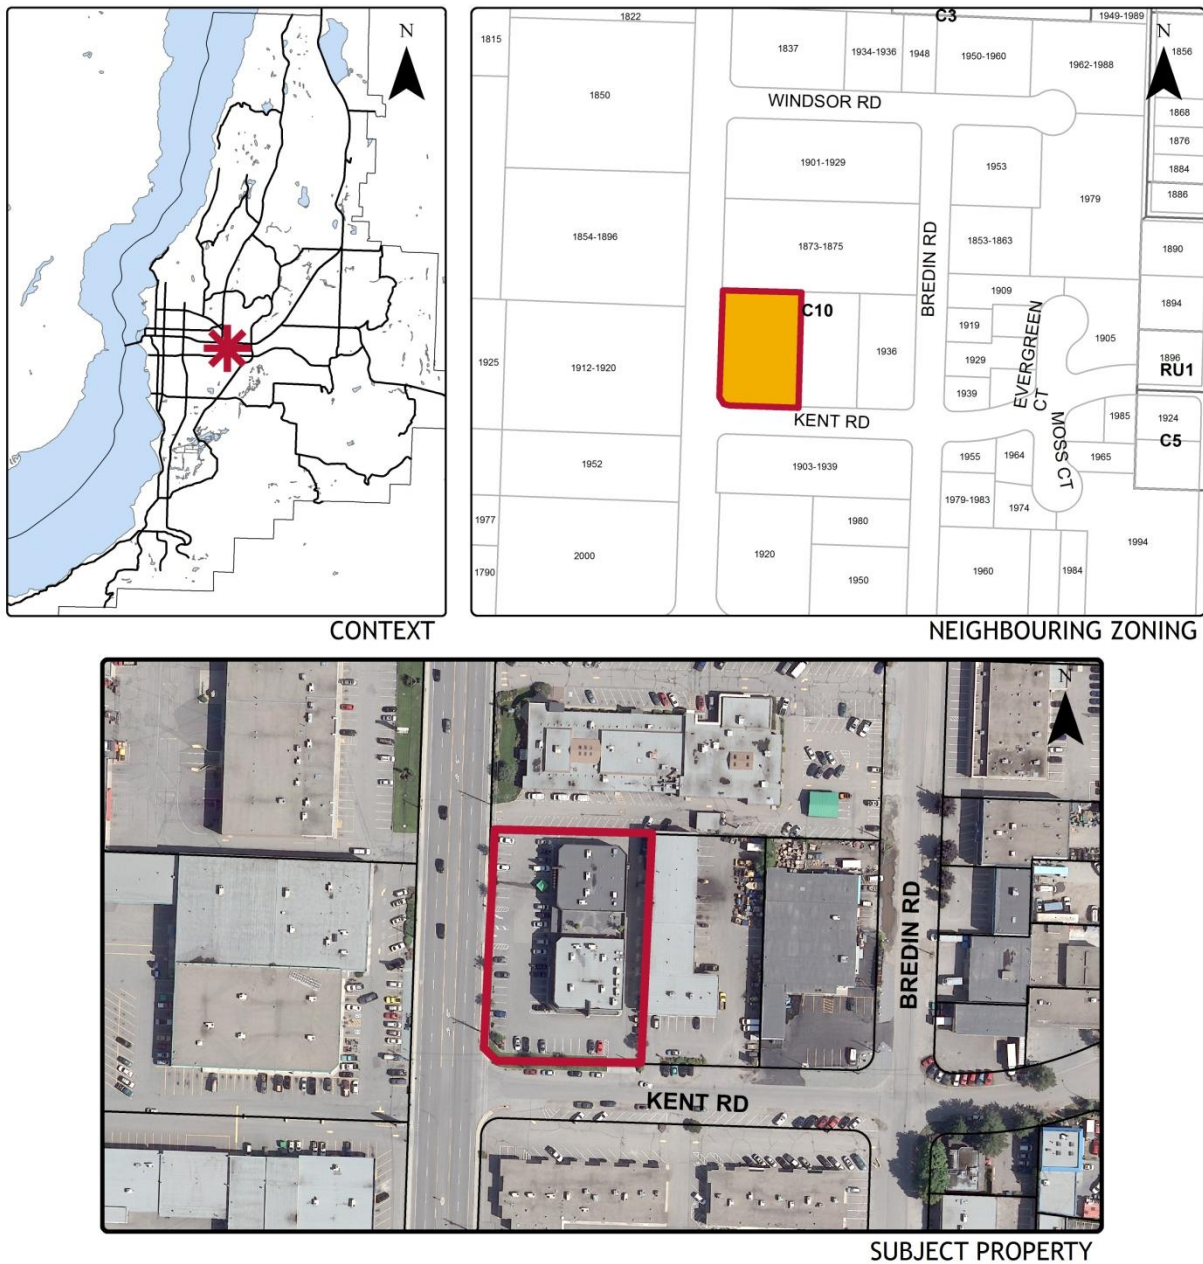 N
CONTEXT
C3
1822
1949-1989
1815
1837
1934-1936
1948
1950-1960
1962-1988
N
1856
1850
WINDSOR RD
1868
1876
1884
1886
1901-1929
1953
1979
1854-1896
1873-1875
BREDIN RD
1853-1863
1890
1909
1894
C10
1925
1912-1920
1936
1919
EVERGREEN CT
1905
1929
1896
RU1
1939
KENT RD
1985
1924
MOSS CT
C5
1952
1903-1939
1955
1964
1965
1979-1983
1974
1977
1980
1790
2000
1920
1950
1960
1984
1994
NEIGHBOURING ZONING
N
BREDIN RD
KENT RD
SUBJECT PROPERTY